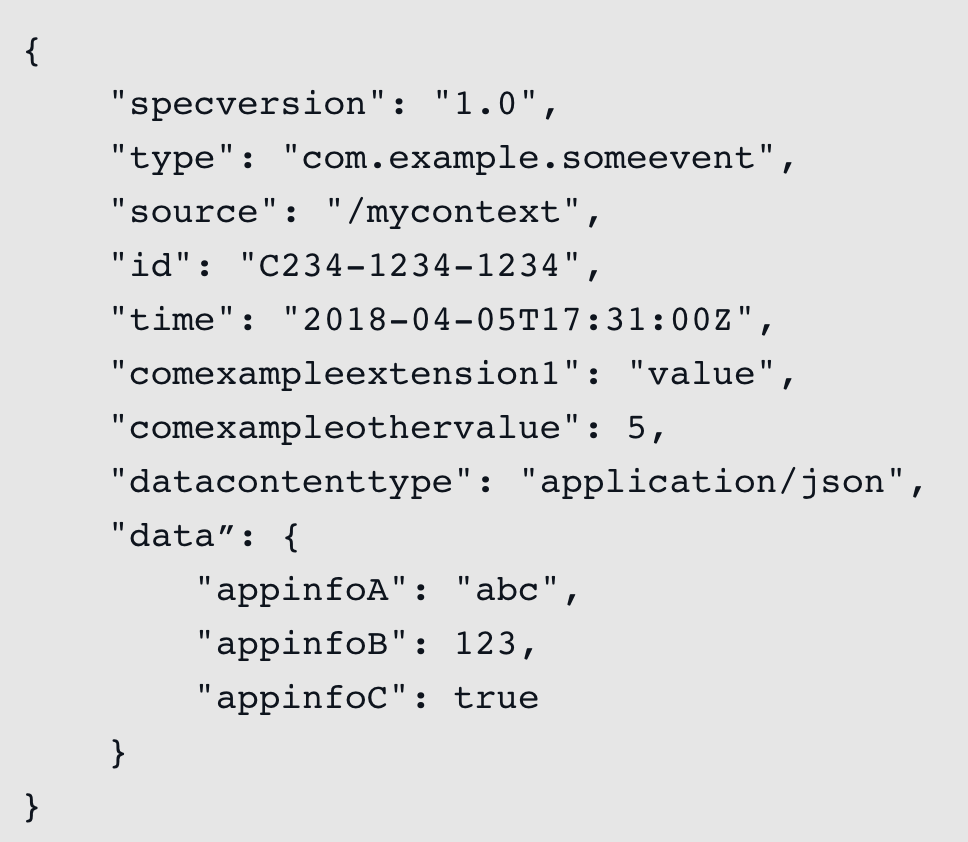 {
    "specversion": "1.0",
    "type": "com.example.someevent",
    "source": "/mycontext",
    "id": "C234-1234-1234",
    "time": "2018-04-05T17:31:00Z",
    "comexampleextension1": "value",
    "comexampleothervalue": 5,
    "datacontenttype": "application/json",
    "data”: {
        "appinfoA": "abc",
        "appinfoB": 123,
        "appinfoC": true
    }
}